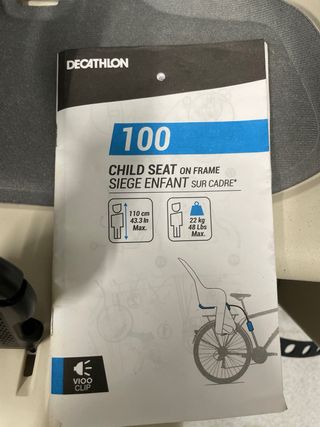 DECATHLON
100
CHILD SEAT ON FRAME
SIEGE ENFANT SUR CADRE*
110 cm
43.3 In
Max.
22 kg
48 Lbs
Max.
VIOO
CLIP